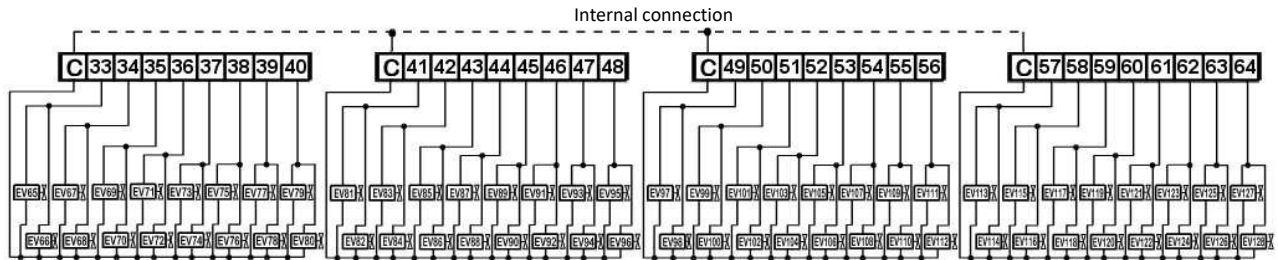 Internal connection
C 33 34 35 36 37 38 39 40 C 41 42 43 44 45 46 47 48 C 49 50 51 52 53 54 55 56 C 57 58 59 60 61 62 63 64
EV65 EV67 EV69 EV71 EV73 EV75 EV77 EV79 EV81 EV83 EV85 EV87 EV89 EV91 EV93 EV95 EV97 EV99 EV101 EV103 EV105 EV107 EV109 EV111 EV113 EV115 EV117 EV119 EV121 EV123 EV125 EV127
EV66 EV68 EV70 EV72 EV74 EV76 EV78 EV80 EV82 EV84 EV86 EV88 EV90 EV92 EV94 EV96 EV98 EV100 EV102 EV104 EV106 EV108 EV110 EV112 EV114 EV116 EV118 EV120 EV122 EV124 EV126 EV128